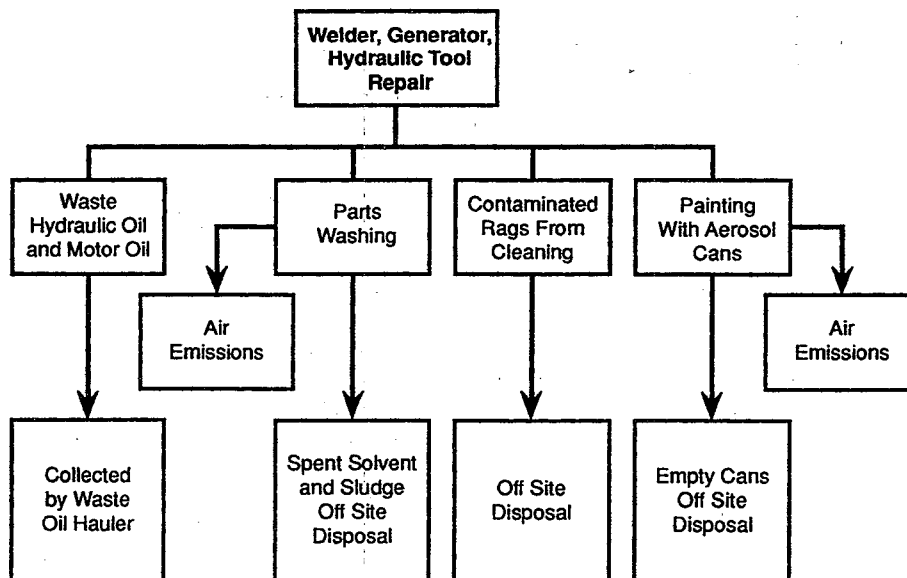 Welder, Generator,
Hydraulic Tool
Repair
Waste
Hydraulic Oil
and Motor Oil
Parts
Washing
Contaminated
Rags From
Cleaning
Painting
With Aerosol
Cans
Air
Emissions
Air
Emissions
Collected
by Waste
Oil Hauler
Spent Solvent
and Sludge
Off Site
Disposal
Off Site
Disposal
Empty Cans
Off Site
Disposal